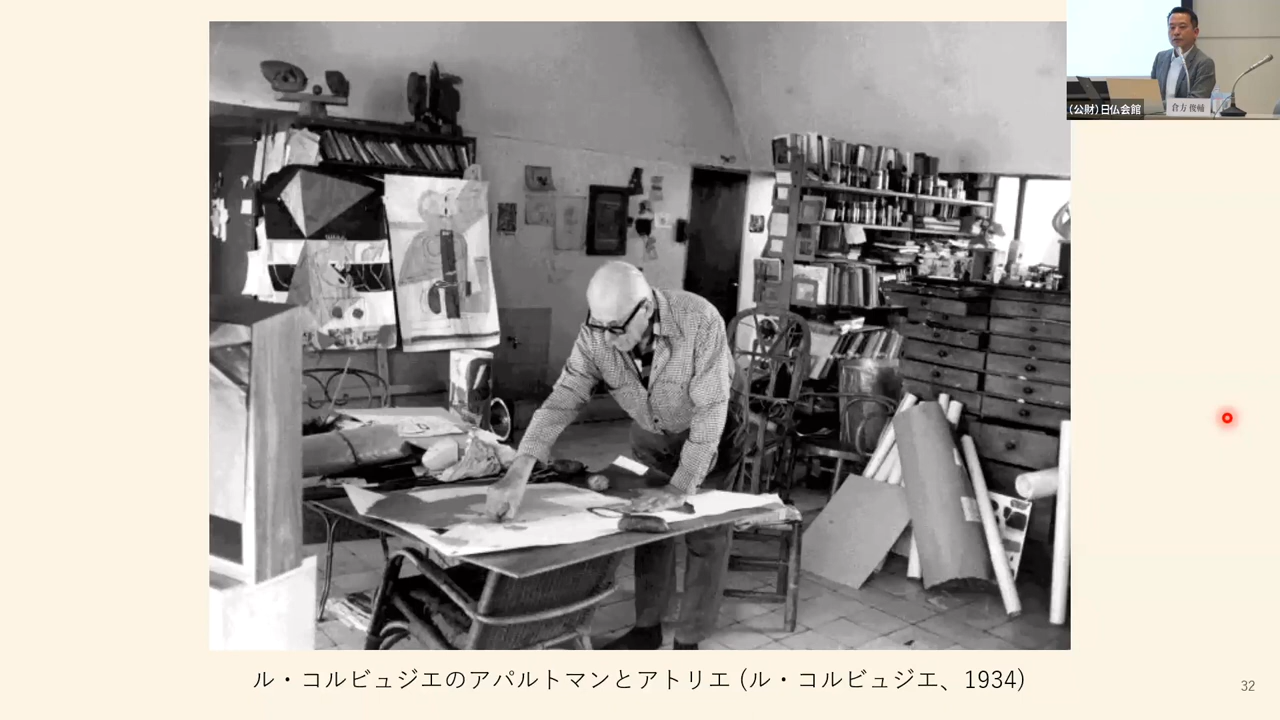 (公財)日仏会館
倉方 俊輔
ル・コルビュジエのアパルトマンとアトリエ (ル・コルビュジエ、1934)
32